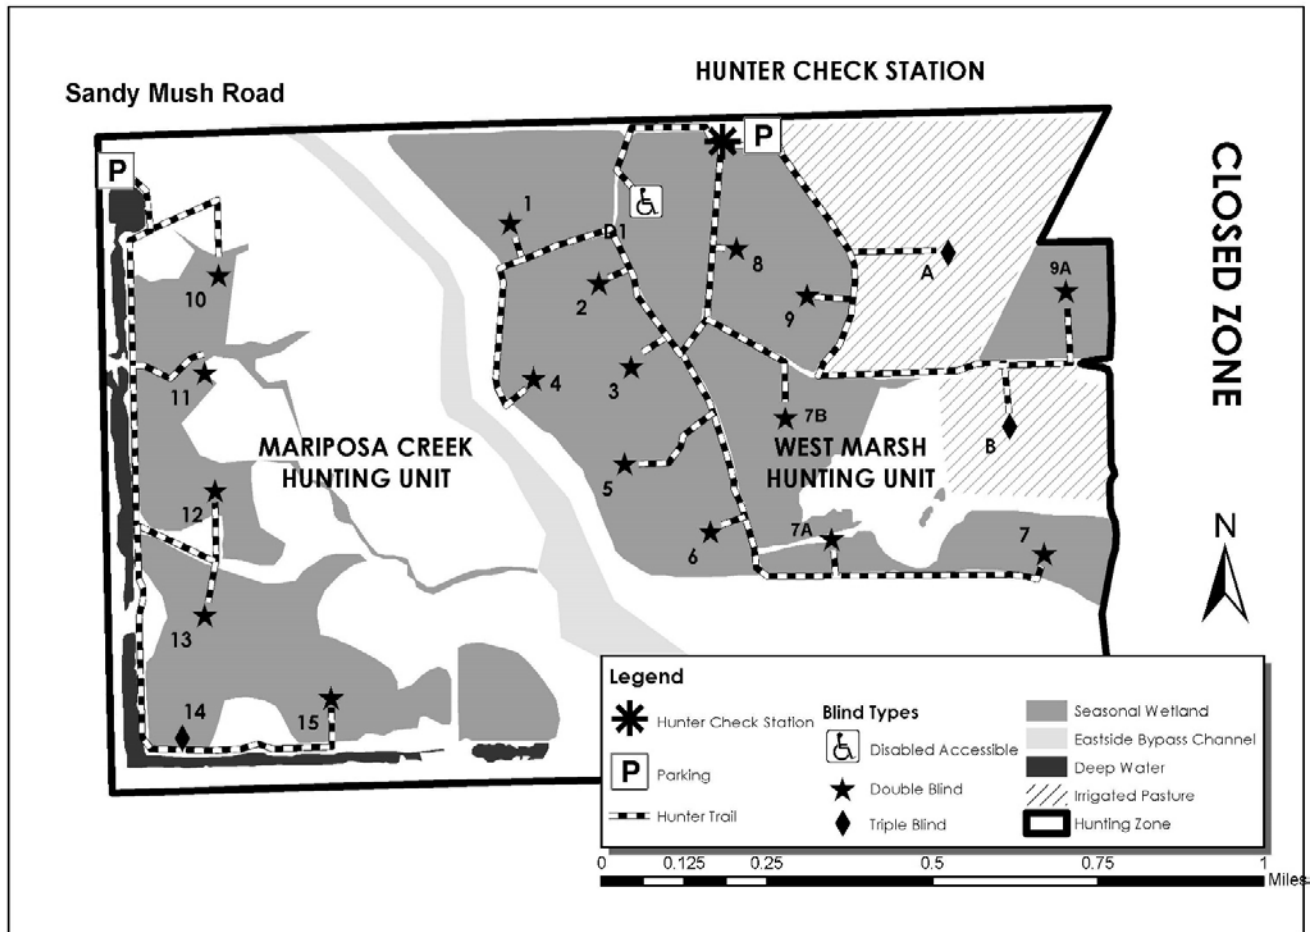 HUNTER CHECK STATION
Sandy Mush Road
P
P
CLOSED ZONE
1
D1
8
A
9A
10
2
9
11
4
3
7B
B
MARIPOSA CREEK
HUNTING UNIT
WEST MARSH
HUNTING UNIT
5
12
6
7A
7
N
13
14
15
Legend
Hunter Check Station
P Parking
Hunter Trail
Blind Types
Disabled Accessible
Double Blind
Triple Blind
Seasonal Wetland
Eastside Bypass Channel
Deep Water
Irrigated Pasture
Hunting Zone
0 0.125 0.25 0.5 0.75 1
Miles